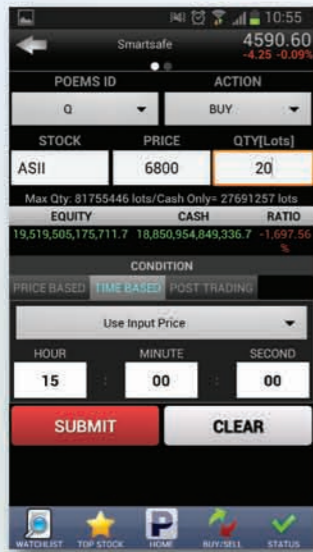 10:55
Smartsafe
4590.60
-4.25 -0.09%
POEMS ID ACTION
Q BUY
STOCK PRICE QTY[Lots]
ASII 6800 20
Max Qty: 81755446 lots/Cash Only= 27691257 lots
EQUITY CASH RATIO
19,519,505,175,711.7 18,850,954,849,336.7 -1,697.56
%
CONDITION
PRICE BASED TIME BASED POST TRADING
Use Input Price
HOUR MINUTE SECOND
15 : 00 : 00
SUBMIT CLEAR
WATCHLIST TOP STOCK HOME BUY/SELL STATUS